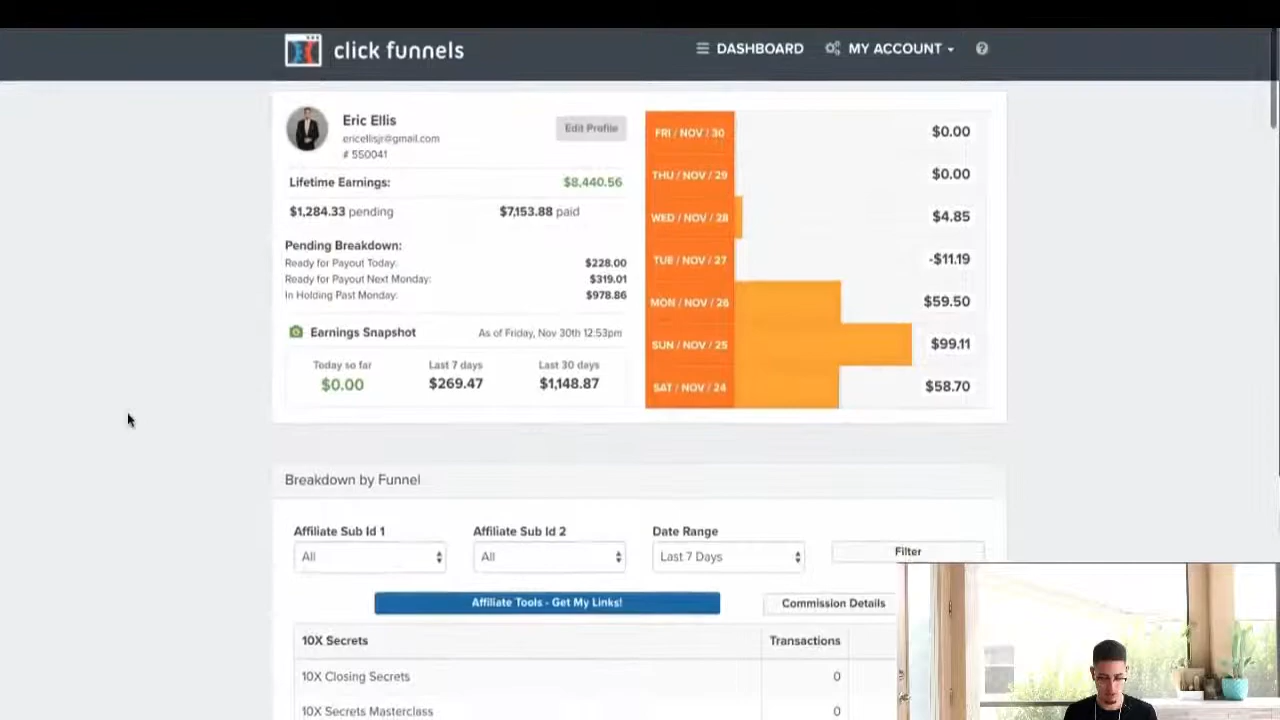 click funnels
DASHBOARD
MY ACCOUNT
Eric Ellis
ericellisjr@gmail.com
# 550041
Edit Profile
Lifetime Earnings: $8,440.56
$1,284.33 pending $7,153.88 paid
Pending Breakdown:
Ready for Payout Today: $228.00
Ready for Payout Next Monday: $319.01
In Holding Past Monday: $978.86
Earnings Snapshot As of Friday, Nov 30th 12:53pm
Today so far Last 7 days Last 30 days
$0.00 $269.47 $1,148.87
FRI / NOV / 30 $0.00
THU / NOV / 29 $0.00
WED / NOV / 28 $4.85
TUE / NOV / 27 -$11.19
MON / NOV / 26 $59.50
SUN / NOV / 25 $99.11
SAT / NOV / 24 $58.70
Breakdown by Funnel
Affiliate Sub Id 1 Affiliate Sub Id 2 Date Range
All All Last 7 Days Filter
Affiliate Tools - Get My Links! Commission Details
10X Secrets Transactions
10X Closing Secrets 0
10X Secrets Masterclass 0